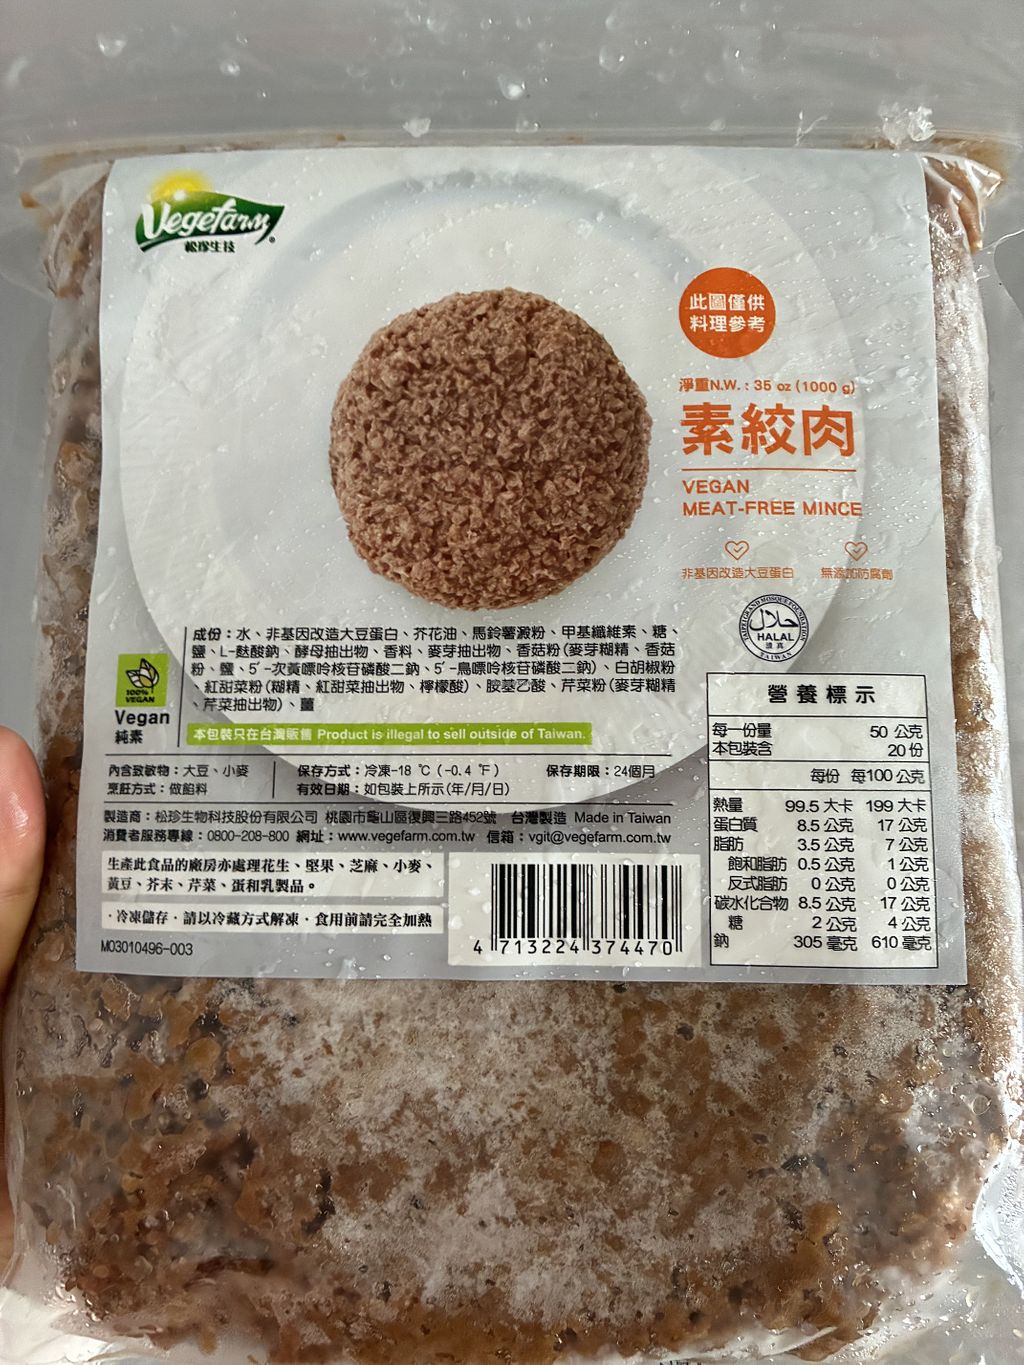 Vegefarm®
松珍生技
此圖僅供
料理參考
淨重N.W.：35 oz (1000 g)
素絞肉
VEGAN
MEAT-FREE MINCE
非基因改造大豆蛋白 無添加防腐劑
TAIPEI GRAND MOSQUE FOUNDATION
حلال
HALAL
清真
TAIWAN
成份：水、非基因改造大豆蛋白、芥花油、馬鈴薯澱粉、甲基纖維素、糖、
鹽、L-麩酸鈉、酵母抽出物、香料、麥芽抽出物、香菇粉(麥芽糊精、香菇
粉、鹽、5´-次黃嘌呤核苷磷酸二鈉、5´-鳥嘌呤核苷磷酸二鈉)、白胡椒粉
、紅甜菜粉(糊精、紅甜菜抽出物、檸檬酸)、胺基乙酸、芹菜粉(麥芽糊精
、芹菜抽出物)、薑
100%
VEGAN
Vegan
純素
本包裝只在台灣販售 Product is illegal to sell outside of Taiwan.
內含致敏物：大豆、小麥
烹飪方式：做餡料
保存方式：冷凍-18 ℃ (-0.4 ℉)
保存期限：24個月
有效日期：如包裝上所示(年/月/日)
製造商：松珍生物科技股份有限公司 桃園市龜山區復興三路452號 台灣製造 Made in Taiwan
消費者服務專線：0800-208-800 網址：www.vegefarm.com.tw 信箱：vgit@vegefarm.com.tw
生產此食品的廠房亦處理花生、堅果、芝麻、小麥、
黃豆、芥末、芹菜、蛋和乳製品。
·冷凍儲存·請以冷藏方式解凍·食用前請完全加熱
M03010496-003
4 713224 374470
營養標示
每一份量 50 公克
本包裝含 20 份
每份 每100 公克
熱量 99.5 大卡 199 大卡
蛋白質 8.5 公克 17 公克
脂肪 3.5 公克 7 公克
飽和脂肪 0.5 公克 1 公克
反式脂肪 0 公克 0 公克
碳水化合物 8.5 公克 17 公克
糖 2 公克 4 公克
鈉 305 毫克 610 毫克